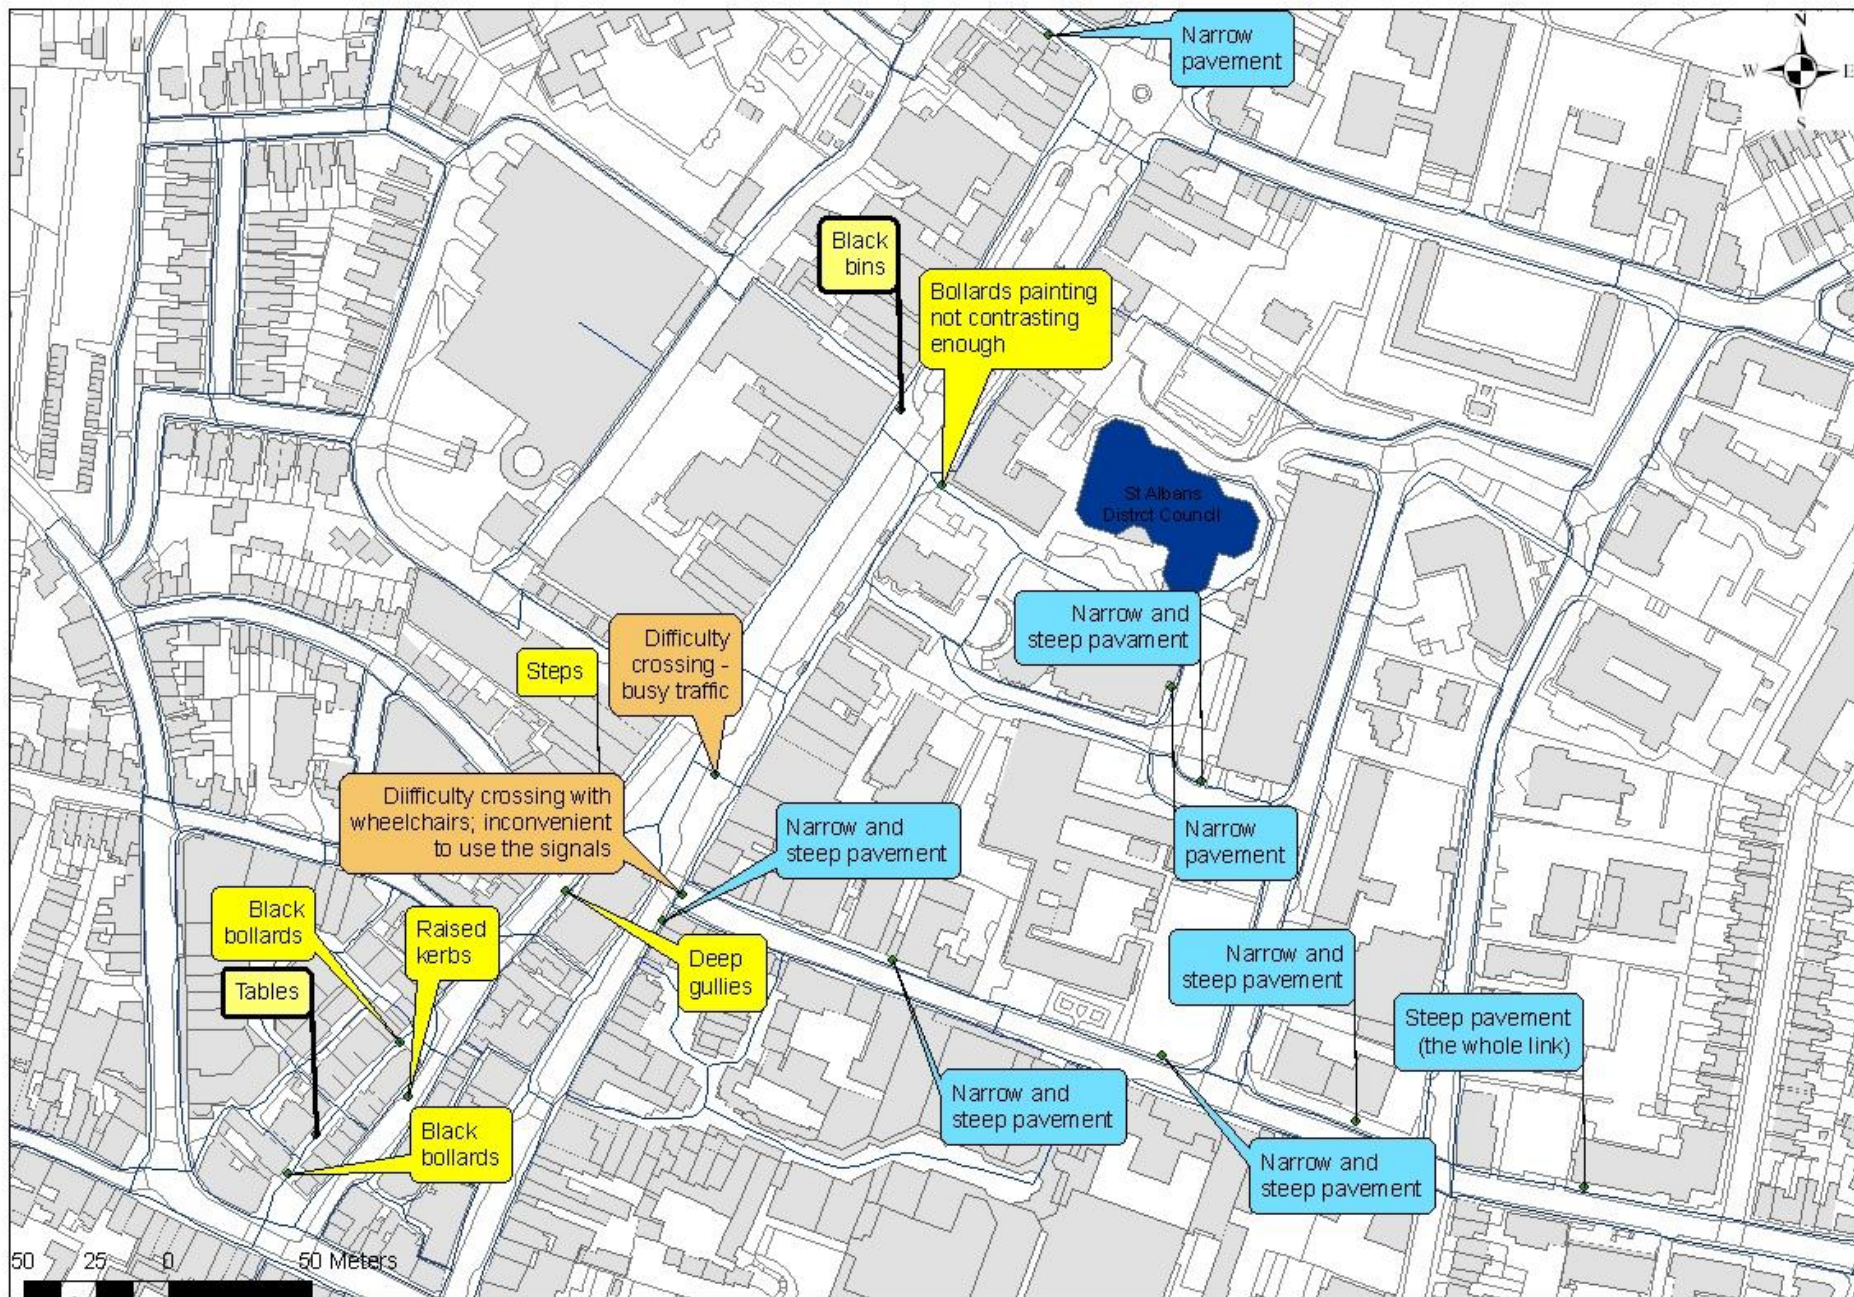 Narrow
pavement
N
W
E
S
Black
bins
Bollards painting
not contrasting
enough
St Albans
Distrct Council
Narrow and
steep pavament
Difficulty
crossing -
busy traffic
Steps
Diifficulty crossing with
wheelchairs; inconvenient
to use the signals
Narrow and
steep pavement
Narrow
pavement
Black
bollards
Raised
kerbs
Deep
gullies
Narrow and
steep pavement
Tables
Steep pavement
(the whole link)
Narrow and
steep pavement
Black
bollards
Narrow and
steep pavement
50 25 0 50 Meters